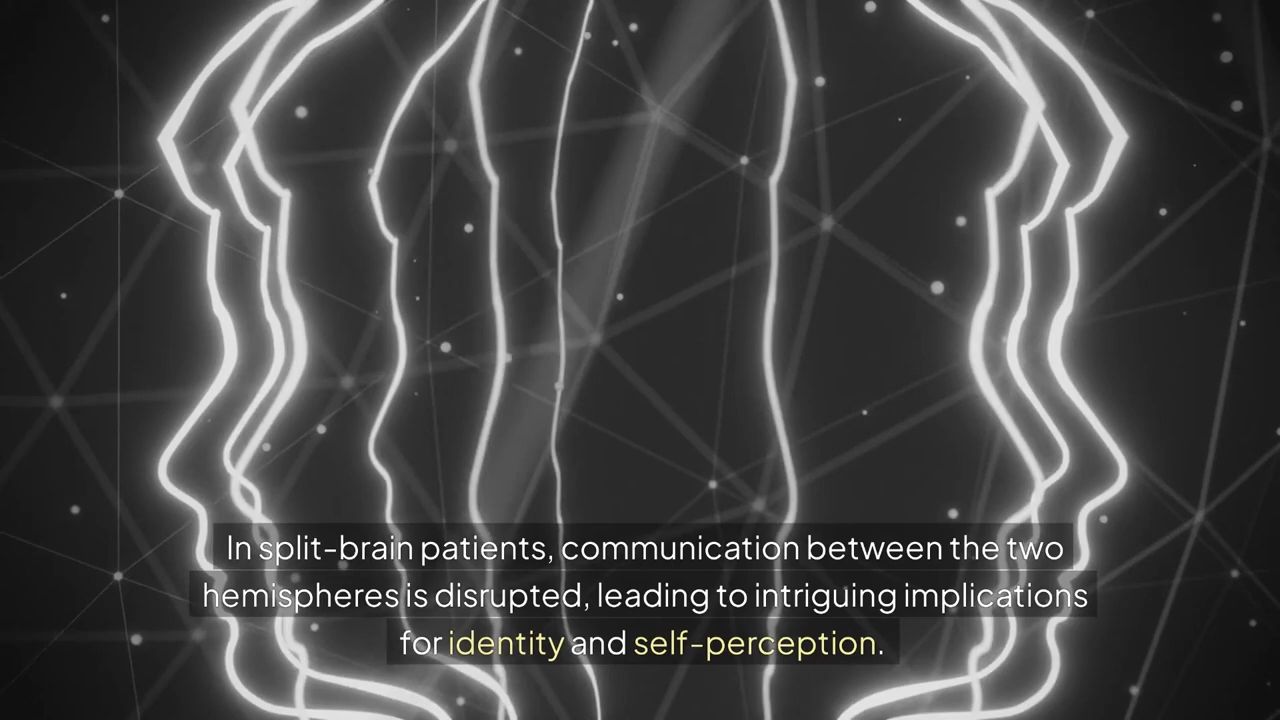 In split-brain patients, communication between the two
hemispheres is disrupted, leading to intriguing implications
for identity and self-perception.